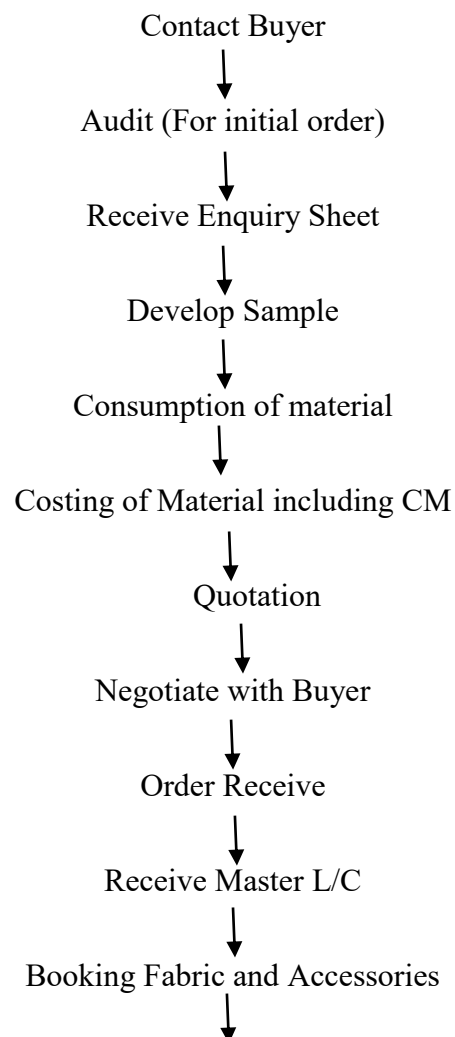 Contact Buyer
Audit (For initial order)
Receive Enquiry Sheet
Develop Sample
Consumption of material
Costing of Material including CM
Quotation
Negotiate with Buyer
Order Receive
Receive Master L/C
Booking Fabric and Accessories